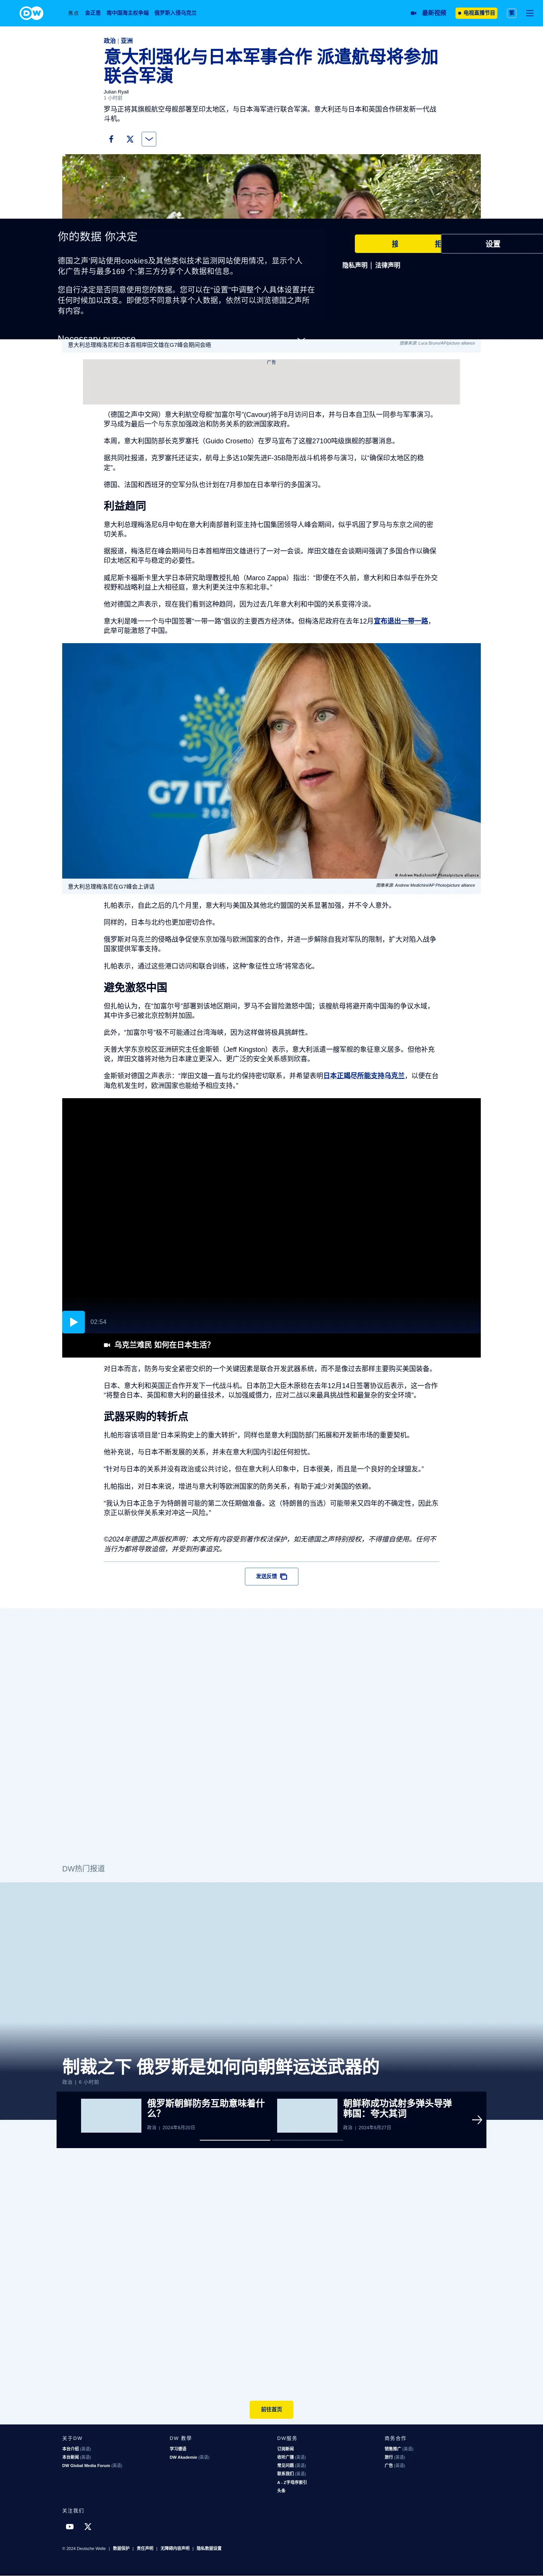 DW
焦点
金正恩
南中国海主权争端
俄罗斯入侵乌克兰
最新视频
电视直播节目
繁
政治 | 亚洲
意大利强化与日本军事合作 派遣航母将参加
联合军演
Julian Ryall
1 小时前
罗马正将其旗舰航空母舰部署至印太地区，与日本海军进行联合军演。意大利还与日本和英国合作研发新一代战
斗机。
你的数据 你决定
德国之声'网站使用cookies及其他类似技术监测网站使用情况，显示个人
化广告并与最多169 个;第三方分享个人数据和信息。
您自行决定是否同意使用您的数据。您可以在"设置"中调整个人具体设置并在
任何时候加以改变。即便您不同意共享个人数据，依然可以浏览德国之声所
有内容。
Necessary purpose
设置
隐私声明 | 法律声明
意大利总理梅洛尼和日本首相岸田文雄在G7峰会期间会晤
图像来源: Luca Bruno/AP/picture alliance
广告
（德国之声中文网）意大利航空母舰"加富尔号"(Cavour)将于8月访问日本，并与日本自卫队一同参与军事演习。
罗马成为最后一个与东京加强政治和防务关系的欧洲国家政府。
本周，意大利国防部长克罗塞托（Guido Crosetto）在罗马宣布了这艘27100吨级旗舰的部署消息。
据共同社报道，克罗塞托还证实，航母上多达10架先进F-35B隐形战斗机将参与演习，以"确保印太地区的稳
定"。
德国、法国和西班牙的空军分队也计划在7月参加在日本举行的多国演习。
利益趋同
意大利总理梅洛尼6月中旬在意大利南部普利亚主持七国集团领导人峰会期间，似乎巩固了罗马与东京之间的密
切关系。
据报道，梅洛尼在峰会期间与日本首相岸田文雄进行了一对一会谈。岸田文雄在会谈期间强调了多国合作以确保
印太地区和平与稳定的必要性。
威尼斯卡福斯卡里大学日本研究助理教授扎帕（Marco Zappa）指出："即便在不久前，意大利和日本似乎在外交
视野和战略利益上大相径庭，意大利更关注中东和北非。"
他对德国之声表示，现在我们看到这种趋同，因为过去几年意大利和中国的关系变得冷淡。
意大利是唯一一个与中国签署"一带一路"倡议的主要西方经济体。但梅洛尼政府在去年12月宣布退出一带一路，
此举可能激怒了中国。
G7 ITA
© Andrew Medichini/AP Photo/picture alliance
意大利总理梅洛尼在G7峰会上讲话
图像来源: Andrew Medichini/AP Photo/picture alliance
扎帕表示，自此之后的几个月里，意大利与美国及其他北约盟国的关系显著加强，并不令人意外。
同样的，日本与北约也更加密切合作。
俄罗斯对乌克兰的侵略战争促使东京加强与欧洲国家的合作，并进一步解除自我对军队的限制，扩大对陷入战争
国家提供军事支持。
扎帕表示，通过这些港口访问和联合训练，这种"象征性立场"将常态化。
避免激怒中国
但扎帕认为，在"加富尔号"部署到该地区期间，罗马不会冒险激怒中国；该艘航母将避开南中国海的争议水域，
其中许多已被北京控制并加固。
此外，"加富尔号"极不可能通过台湾海峡，因为这样做将极具挑衅性。
天普大学东京校区亚洲研究主任金斯顿（Jeff Kingston）表示，意大利派遣一艘军舰的象征意义居多。但他补充
说，岸田文雄将对他为日本建立更深入、更广泛的安全关系感到欣喜。
金斯顿对德国之声表示："岸田文雄一直与北约保持密切联系，并希望表明日本正竭尽所能支持乌克兰，以便在台
海危机发生时，欧洲国家也能给予相应支持。"
02:54
乌克兰难民 如何在日本生活?
对日本而言，防务与安全紧密交织的一个关键因素是联合开发武器系统，而不是像过去那样主要购买美国装备。
日本、意大利和英国正合作开发下一代战斗机。日本防卫大臣木原稔在去年12月14日签署协议后表示，这一合作
"将整合日本、英国和意大利的最佳技术，以加强威慑力，应对二战以来最具挑战性和最复杂的安全环境"。
武器采购的转折点
扎帕形容该项目是"日本采购史上的重大转折"，同样也是意大利国防部门拓展和开发新市场的重要契机。
他补充说，与日本不断发展的关系，并未在意大利国内引起任何担忧。
"针对与日本的关系并没有政治或公共讨论，但在意大利人印象中，日本很美，而且是一个良好的全球盟友。"
扎帕指出，对日本来说，增进与意大利等欧洲国家的防务关系，有助于减少对美国的依赖。
"我认为日本正急于为特朗普可能的第二次任期做准备。这（特朗普的当选）可能带来又四年的不确定性，因此东
京正以新伙伴关系来对冲这一风险。"
©2024年德国之声版权声明：本文所有内容受到著作权法保护，如无德国之声特别授权，不得擅自使用。任何不
当行为都将导致追偿，并受到刑事追究。
发送反馈
DW热门报道
制裁之下 俄罗斯是如何向朝鲜运送武器的
政治 | 6 小时前
俄罗斯朝鲜防务互助意味着什
么？
政治 | 2024年6月20日
朝鲜称成功试射多弹头导弹
韩国：夸大其词
政治 | 2024年6月27日
前往首页
关于DW
本台介绍 (英语)
本台新闻 (英语)
DW Global Media Forum (英语)
DW 教學
学习德语
DW Akademie (英语)
DW服务
订阅新闻
收听广播 (英语)
常见问题 (英语)
联系我们 (英语)
A - Z字母序索引
头条
商务合作
销售推广 (英语)
旅行 (英语)
广告 (英语)
关注我们
© 2024 Deutsche Welle | 数据保护 | 责任声明 | 无障碍内容声明 | 隐私数据设置